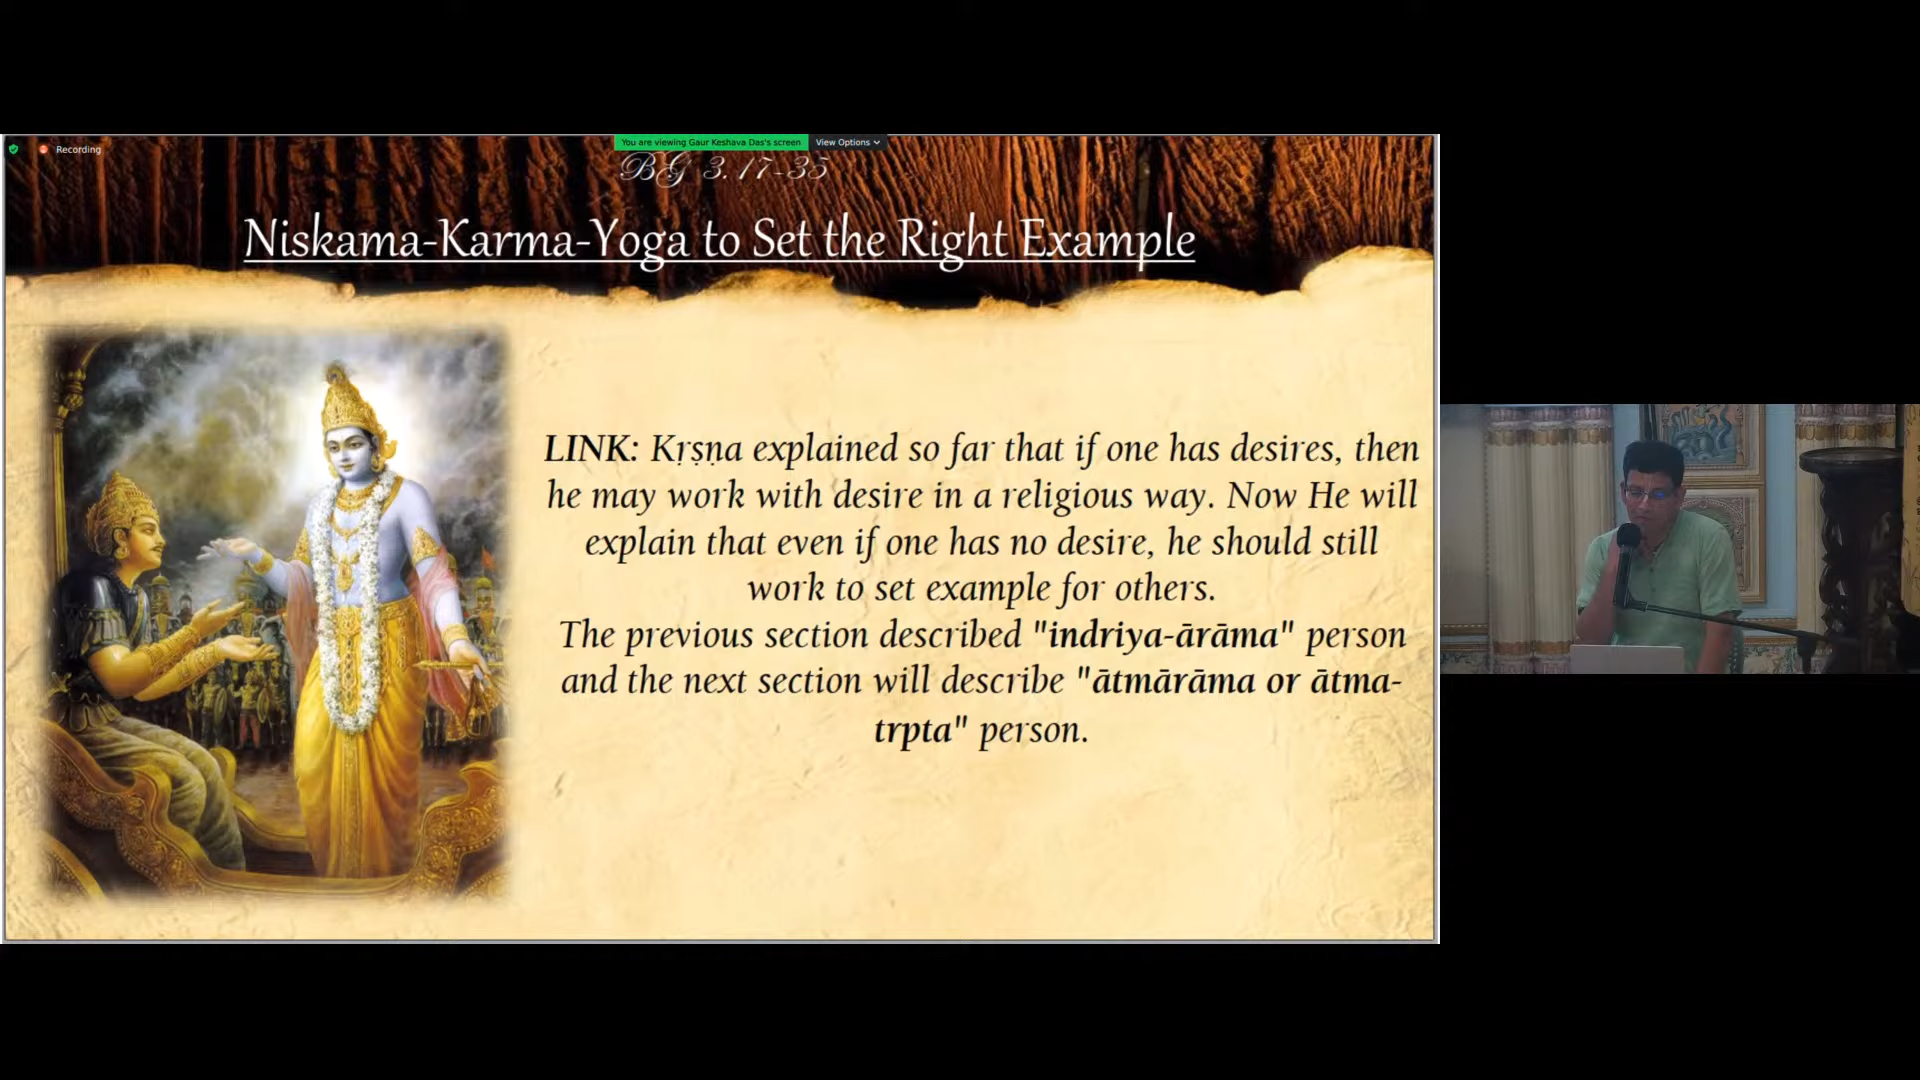 Recording
You are viewing Gaur Keshava Das's screen
View Options
BG 3.17-35
Niskama-Karma-Yoga to Set the Right Example
LINK: Kṛṣṇa explained so far that if one has desires, then
he may work with desire in a religious way. Now He will
explain that even if one has no desire, he should still
work to set example for others.
The previous section described "indriya-ārāma" person
and the next section will describe "ātmārāma or ātma-
tṛpta" person.